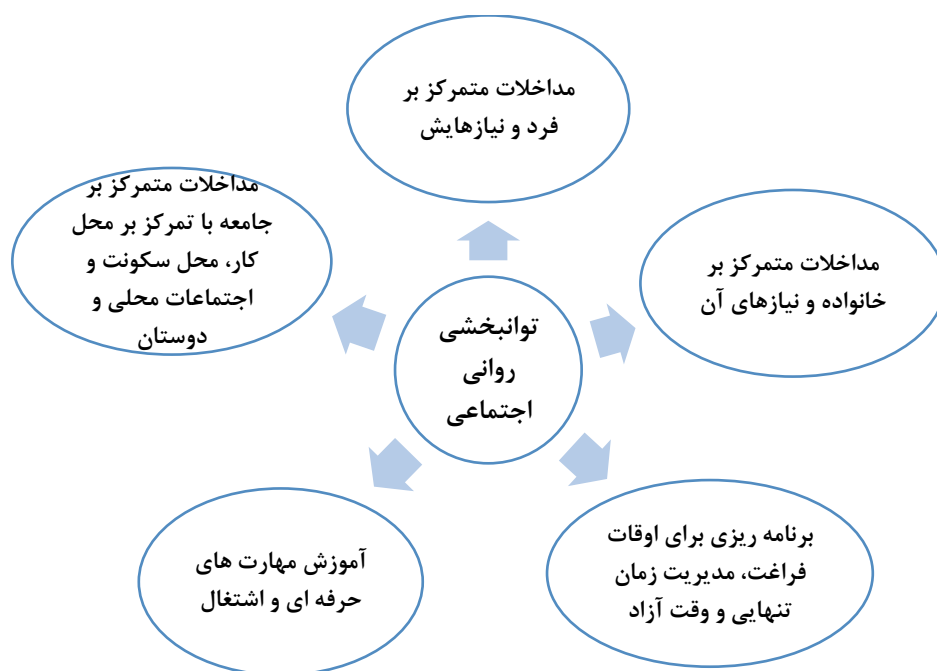 مداخلات متمرکز بر
فرد و نیازهایش
مداخلات متمرکز بر
خانواده و نیازهای آن
برنامه ریزی برای اوقات
فراغت، مدیریت زمان
تنهایی و وقت آزاد
آموزش مهارت های
حرفه ای و اشتغال
مداخلات متمرکز بر
جامعه با تمرکز بر محل
کار، محل سکونت و
اجتماعات محلی و
دوستان
توانبخشی
روانی
اجتماعی